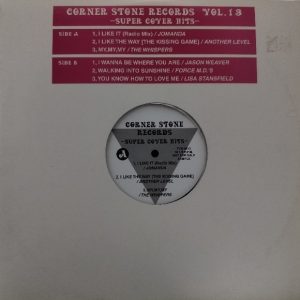 CORNER STONE RECORDS VOL.13
~SUPER COVER HITS~
SIDE A
1. I LIKE IT (Radio Mix) / JOMANDA
2. I LIKE THE WAY [THE KISSING GAME] / ANOTHER LEVEL
3. MY,MY,MY / THE WHISPERS
SIDE B
1. I WANNA BE WHERE YOU ARE / JASON WEAVER
2. WALKING INTO SUNSHINE / FORCE M.D.'S
3. YOU KNOW HOW TO LOVE ME / LISA STANSFIELD
CORNER STONE
RECORDS
~SUPER COVER HITS~
A
1. I LIKE IT (Radio Mix)
/ JOMANDA
2. I LIKE THE WAY [THE KISSING GAME]
/ ANOTHER LEVEL
3. MY,MY,MY
/ THE WHISPERS